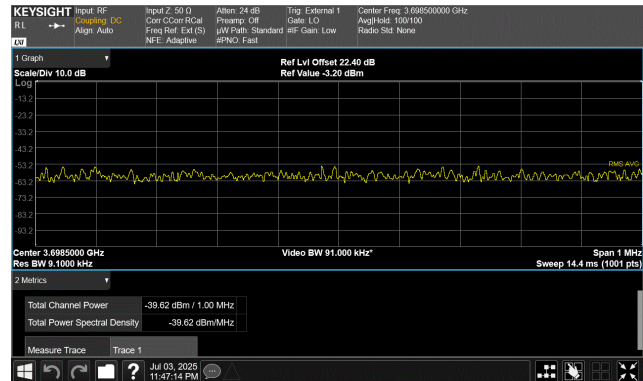 KEYSIGHT Input: RF Input Z: 50 Ω Atten: 24 dB Trig: External 1 Center Freq: 3.698500000 GHz
RL Coupling: DC Corr CCorr RCal Preamp: Off Gate: LO Avg|Hold: 100/100
Align: Auto Freq Ref: Ext (S) µW Path: Standard #IF Gain: Low Radio Std: None
LXI NFE: Adaptive #PNO: Fast
1 Graph Ref Lvl Offset 22.40 dB
Scale/Div 10.0 dB Ref Value -3.20 dBm
Log
-13.2
-23.2
-33.2
-43.2
-53.2 RMS AVG
-63.2
-73.2
-83.2
-93.2
Center 3.6985000 GHz Video BW 91.000 kHz* Span 1 MHz
Res BW 9.1000 kHz Sweep 14.4 ms (1001 pts)
2 Metrics
Total Channel Power -39.62 dBm / 1.00 MHz
Total Power Spectral Density -39.62 dBm/MHz
Measure Trace Trace 1
? Jul 03, 2025
11:47:14 PM